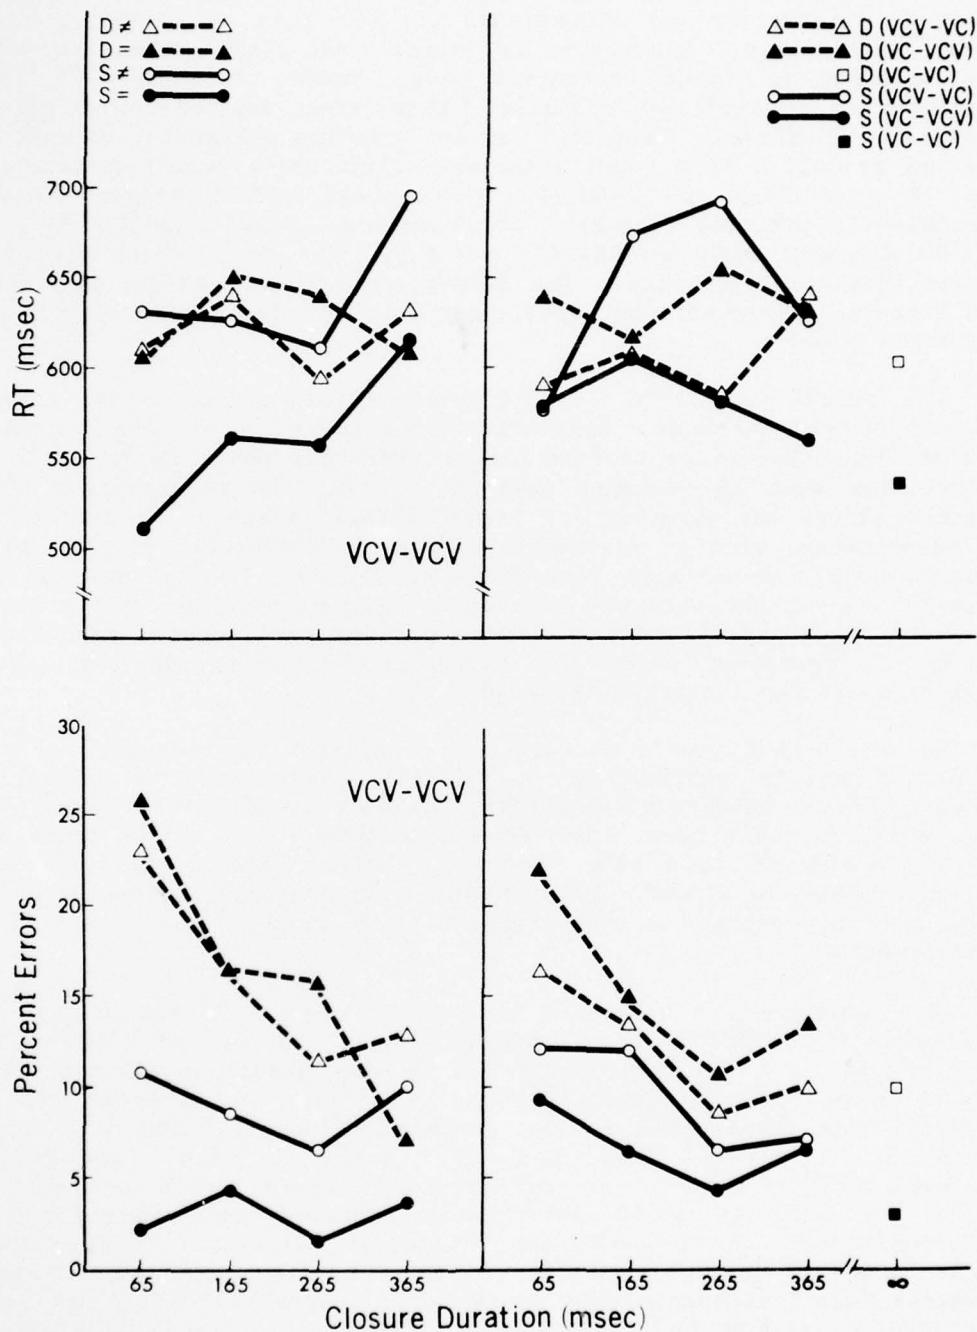 D ≠
D =
S ≠
S =
D (VCV-VC)
D (VC-VCV)
D (VC-VC)
S (VCV-VC)
S (VC-VCV)
S (VC-VC)
RT (msec)
700
650
600
550
500
VCV-VCV
Percent Errors
30
25
20
15
10
5
0
VCV-VCV
65 165 265 365
65 165 265 365 ∞
Closure Duration (msec)